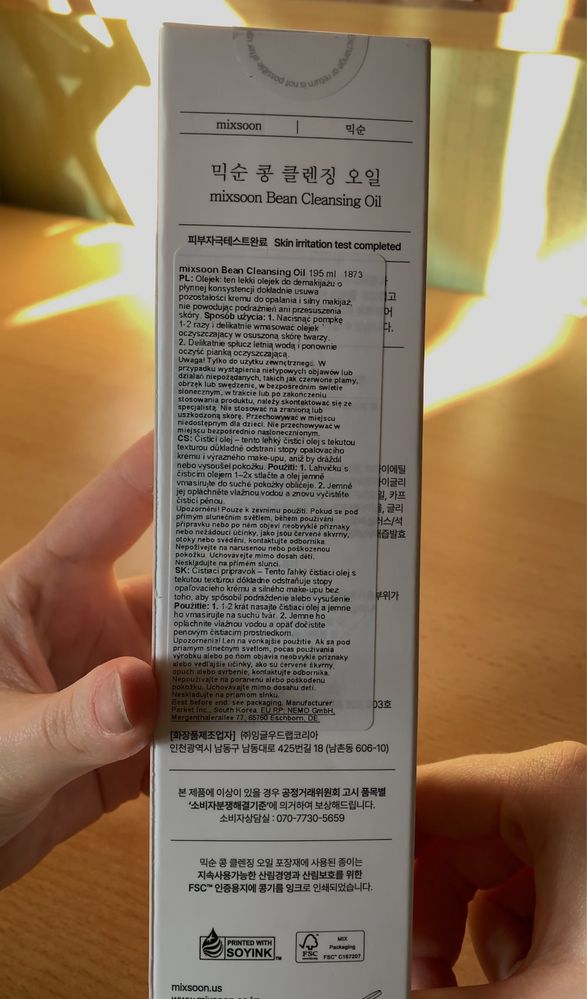 mixsoon | 믹순
믹순 콩 클렌징 오일
mixsoon Bean Cleansing Oil
피부자극테스트완료 Skin irritation test completed
mixsoon Bean Cleansing Oil 195 ml 1873
PL: Olejek: ten lekki olejek do demakijażu o
płynnej konsystencji dokładnie usuwa
pozostałości kremu do opalania i silny makijaż,
nie powodując podrażnień ani przesuszenia
skóry. Sposób użycia: 1. Nacisnąć pompkę
1-2 razy i delikatnie wmasować olejek
oczyszczający w osuszoną skórę twarzy.
2. Delikatnie spłucz letnią wodą i ponownie
oczyść pianką oczyszczającą.
Uwaga! Tylko do użytku zewnętrznego. W
przypadku wystąpienia nietypowych objawów lub
działań niepożądanych, takich jak czerwone plamy,
obrzęk lub swędzenie, w bezpośrednim świetle
słonecznym, w trakcie lub po zakończeniu
stosowania produktu, należy skontaktować się ze
specjalistą. Nie stosować na zranioną lub
uszkodzoną skórę. Przechowywać w miejscu
niedostępnym dla dzieci. Nie przechowywać w
miejscu bezpośrednio nasłonecznionym.
CS: Čisticí olej – tento lehký čisticí olej s tekutou
texturou důkladně odstraní stopy opalovacího
krému i výrazného make-upu, aniž by dráždil
nebo vysoušel pokožku. Použití: 1. Lahvičku s
čisticím olejem 1–2x stlačte a olej jemně
vmasírujte do suché pokožky obličeje. 2. Jemně
jej opláchněte vlažnou vodou a znovu vyčistěte
čisticí pěnou.
Upozornění! Pouze k zevnímu použití. Pokud se pod
přímým slunečním světlem, během používání
přípravku nebo po něm objeví neobvyklé příznaky
nebo nežádoucí účinky, jako jsou červené skvrny,
otoky nebo svědění, kontaktujte odborníka.
Nepoužívejte na narušenou nebo poškozenou
pokožku. Uchovávejte mimo dosah dětí.
Neskladujte na přímém slunci.
SK: Čistiaci prípravok – Tento ľahký čistiaci olej s
tekutou textúrou dôkladne odstraňuje stopy
opaľovacieho krému a silného make-upu bez
toho, aby spôsobil podráždenie alebo vysušenie
Použitie: 1. 1-2 krát nasajte čistiaci olej a jemne
ho vmasírujte na suchú tvár. 2. Jemne ho
opláchnite vlažnou vodou a opäť dočistite
penovým čistiacim prostriedkom.
Upozornenia! Len na vonkajšie použitie. Ak sa pod
priamym slnečným svetlom, počas používania
výrobku alebo po ňom objavia neobvyklé príznaky
alebo vedľajšie účinky, ako sú červené škvrny,
opuch alebo svrbenie, kontaktujte odborníka.
Nepoužívajte na poranenú alebo poškodenú
pokožku. Uchovávajte mimo dosahu detí.
Neskladujte na priamom slnku.
Best before end: see packaging. Manufacturer:
Parket Inc., South Korea. EU RP: NEMO GmbH,
Mergenthalerallee 77, 65760 Eschborn, DE.
03호
[화장품제조업자] (주)잉글우드랩코리아
인천광역시 남동구 남동대로 425번길 18 (남촌동 606-10)
본 제품에 이상이 있을 경우 공정거래위원회 고시 품목별
‘소비자분쟁해결기준’에 의거하여 보상해드립니다.
소비자상담실 : 070-7730-5659
믹순 콩 클렌징 오일 포장재에 사용된 종이는
지속사용가능한 산림경영과 산림보호를 위한
FSC™ 인증용지에 콩기름 잉크로 인쇄되었습니다.
PRINTED WITH
SOYINK™
FSC
MIX
Packaging
FSC® C167207
mixsoon.us